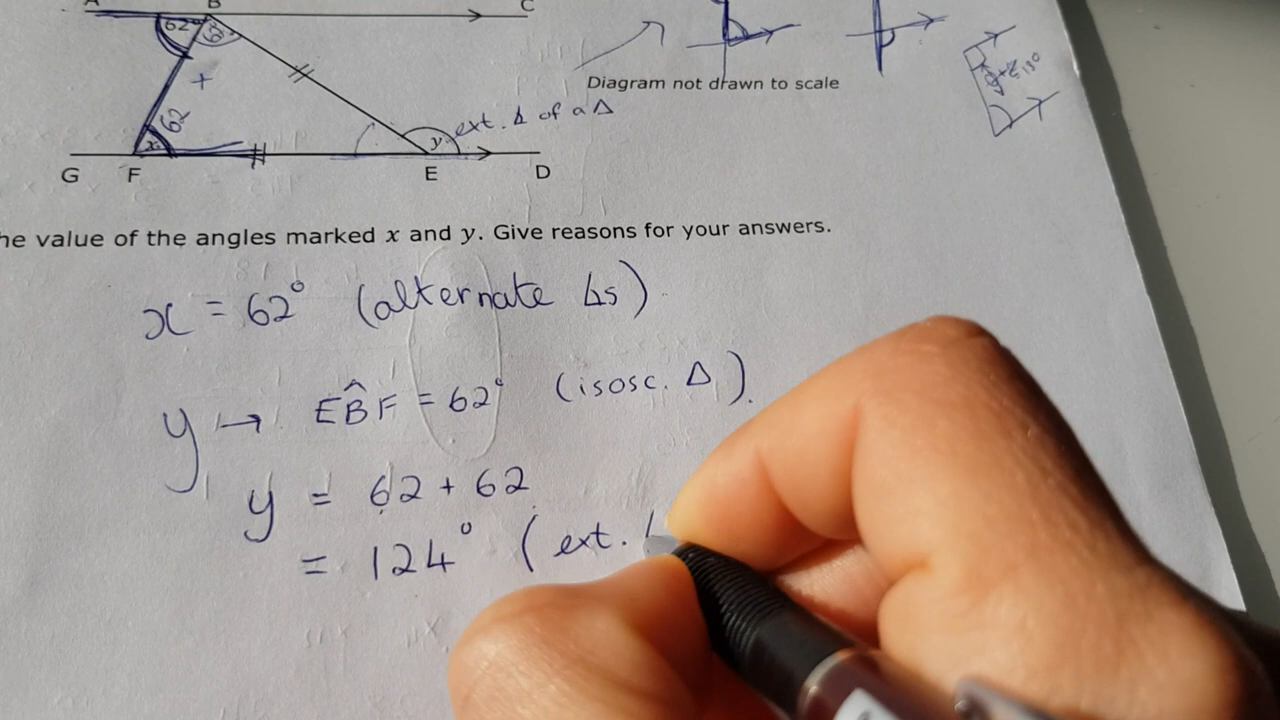 A B C
62° 62°
Diagram not drawn to scale
62
ext. ∆ of a ∆
x y
G F E D
he value of the angles marked x and y. Give reasons for your answers.
x = 62° (alternate ∆s).
y → EB̂F = 62° (isosc. ∆).
y = 62 + 62
= 124° (ext.